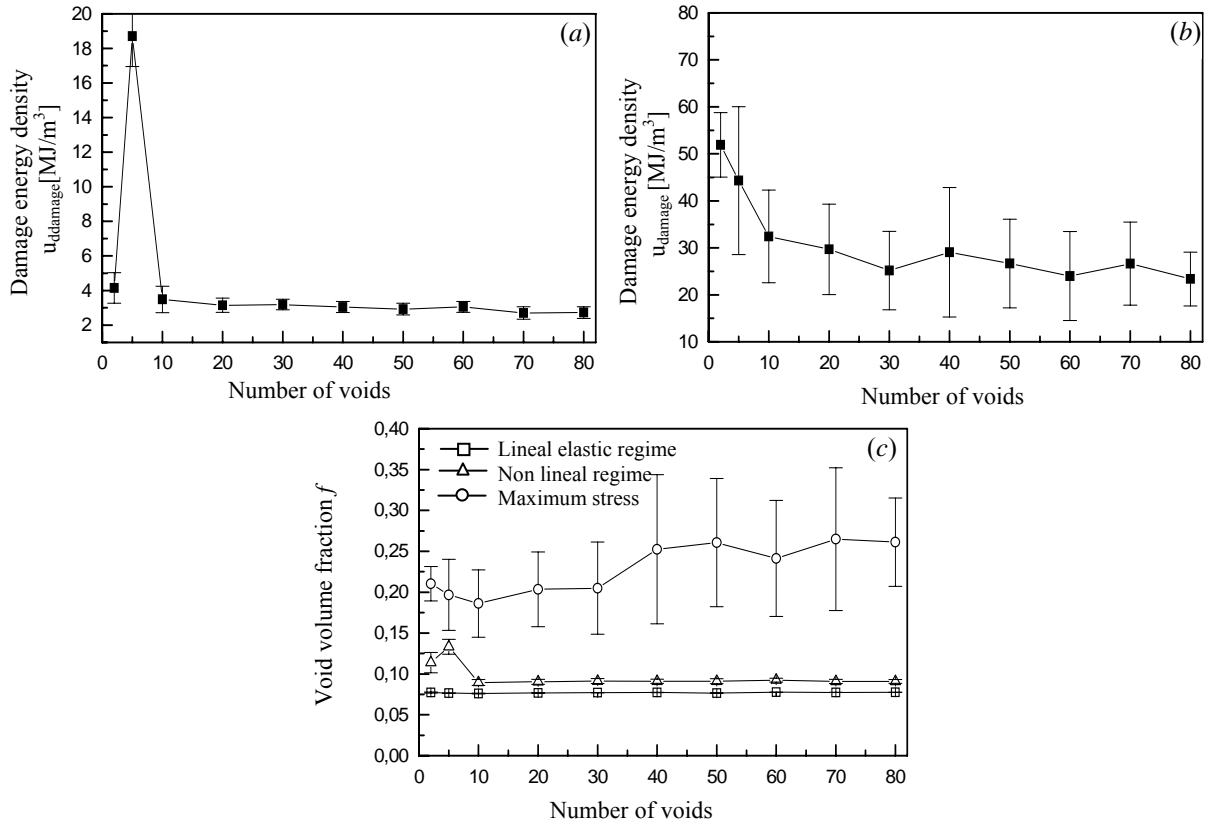 (a)
Damage energy density
u_ddamage[MJ/m³]
20
18
16
14
12
10
8
6
4
2
0 10 20 30 40 50 60 70 80
Number of voids
(b)
Damage energy density
u_damage [MJ/m³]
80
70
60
50
40
30
20
10
0 10 20 30 40 50 60 70 80
Number of voids
(c)
Lineal elastic regime
Non lineal regime
Maximum stress
Void volume fraction f
0,40
0,35
0,30
0,25
0,20
0,15
0,10
0,05
0,00
0 10 20 30 40 50 60 70 80
Number of voids